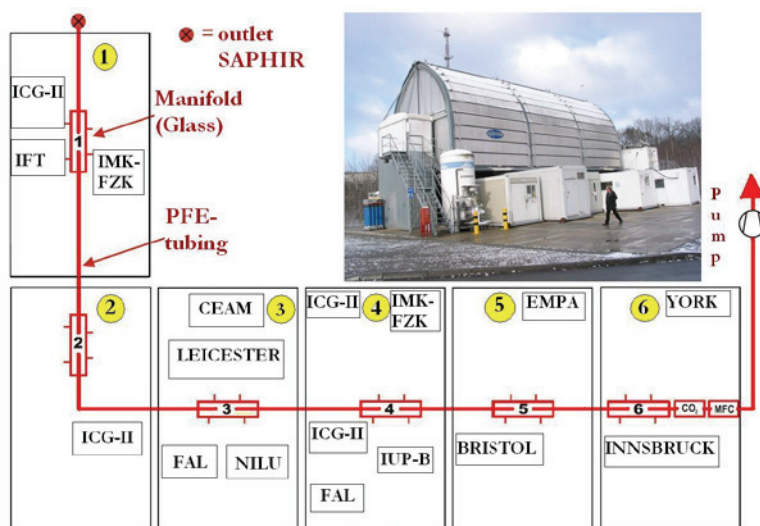 = outlet
SAPHIR
1
ICG-II
Manifold
(Glass)
1
IFT
IMK-
FZK
PFE-
tubing
Pump
2
2
ICG-II
CEAM
3
LEICESTER
3
FAL
NILU
ICG-II
4
IMK-
FZK
4
ICG-II
IUP-B
FAL
5
EMPA
5
BRISTOL
6
YORK
6
CO₂
MFC
INNSBRUCK